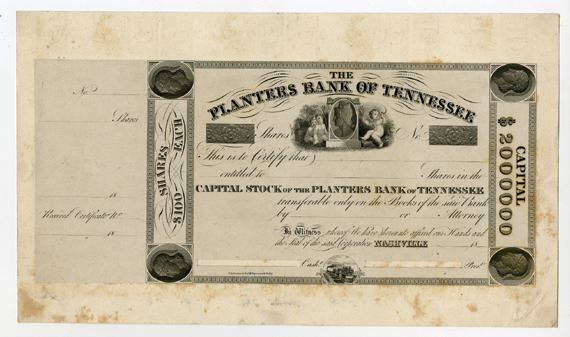 No.
Shares
18
Received Certificate No.
18
SHARES
$100 EACH
THE
PLANTERS BANK OF TENNESSEE
Shares No.
This is to Certify that
entitled to Shares in the
CAPITAL STOCK OF THE PLANTERS BANK OF TENNESSEE
transferable only on the Books of the said Bank
by or Attorney
In Witness whereof We have hereunto affixed our Hands and
the Seal of the said Corporation NASHVILLE 18
Cashr. Prest.
CAPITAL
$ 2000000